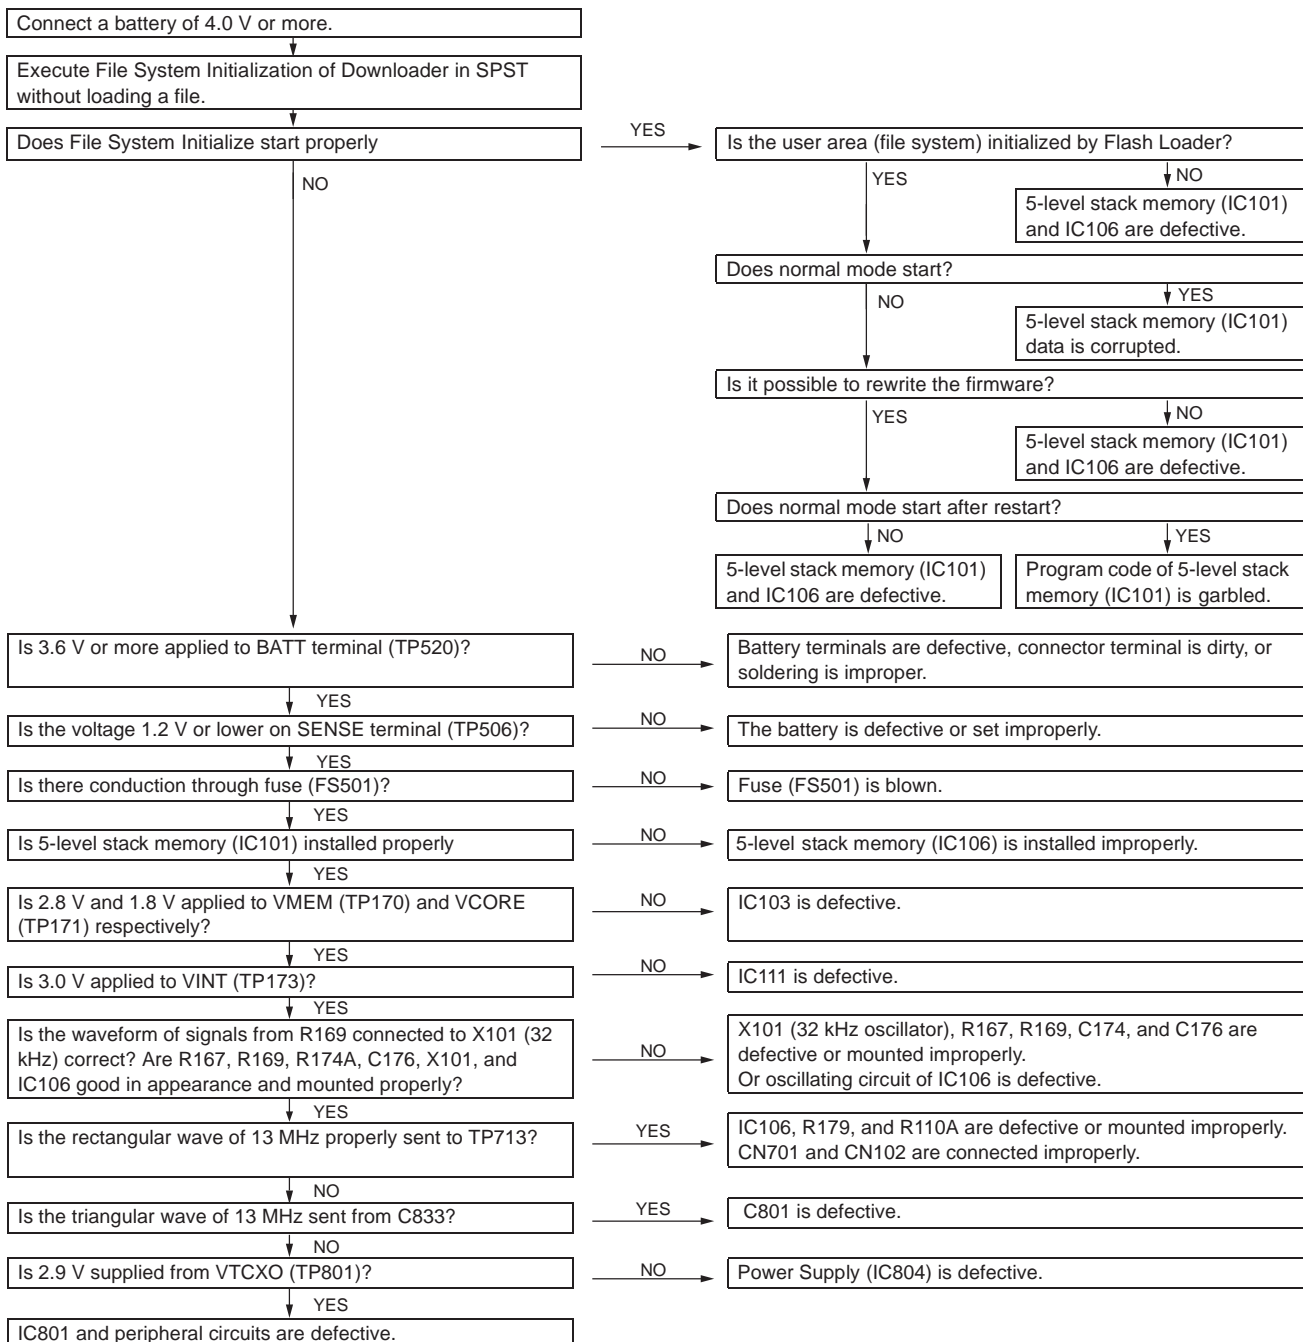 Connect a battery of 4.0 V or more.
Execute File System Initialization of Downloader in SPST
without loading a file.
Does File System Initialize start properly
YES
Is the user area (file system) initialized by Flash Loader?
NO
YES
NO
5-level stack memory (IC101)
and IC106 are defective.
Does normal mode start?
NO
YES
5-level stack memory (IC101)
data is corrupted.
Is it possible to rewrite the firmware?
YES
NO
5-level stack memory (IC101)
and IC106 are defective.
Does normal mode start after restart?
NO
YES
5-level stack memory (IC101)
and IC106 are defective.
Program code of 5-level stack
memory (IC101) is garbled.
Is 3.6 V or more applied to BATT terminal (TP520)?
NO
Battery terminals are defective, connector terminal is dirty, or
soldering is improper.
YES
Is the voltage 1.2 V or lower on SENSE terminal (TP506)?
NO
The battery is defective or set improperly.
YES
Is there conduction through fuse (FS501)?
NO
Fuse (FS501) is blown.
YES
Is 5-level stack memory (IC101) installed properly
NO
5-level stack memory (IC106) is installed improperly.
YES
Is 2.8 V and 1.8 V applied to VMEM (TP170) and VCORE
(TP171) respectively?
NO
IC103 is defective.
YES
Is 3.0 V applied to VINT (TP173)?
NO
IC111 is defective.
YES
Is the waveform of signals from R169 connected to X101 (32
kHz) correct? Are R167, R169, R174A, C176, X101, and
IC106 good in appearance and mounted properly?
NO
X101 (32 kHz oscillator), R167, R169, C174, and C176 are
defective or mounted improperly.
Or oscillating circuit of IC106 is defective.
YES
Is the rectangular wave of 13 MHz properly sent to TP713?
YES
IC106, R179, and R110A are defective or mounted improperly.
CN701 and CN102 are connected improperly.
NO
Is the triangular wave of 13 MHz sent from C833?
YES
C801 is defective.
NO
Is 2.9 V supplied from VTCXO (TP801)?
NO
Power Supply (IC804) is defective.
YES
IC801 and peripheral circuits are defective.